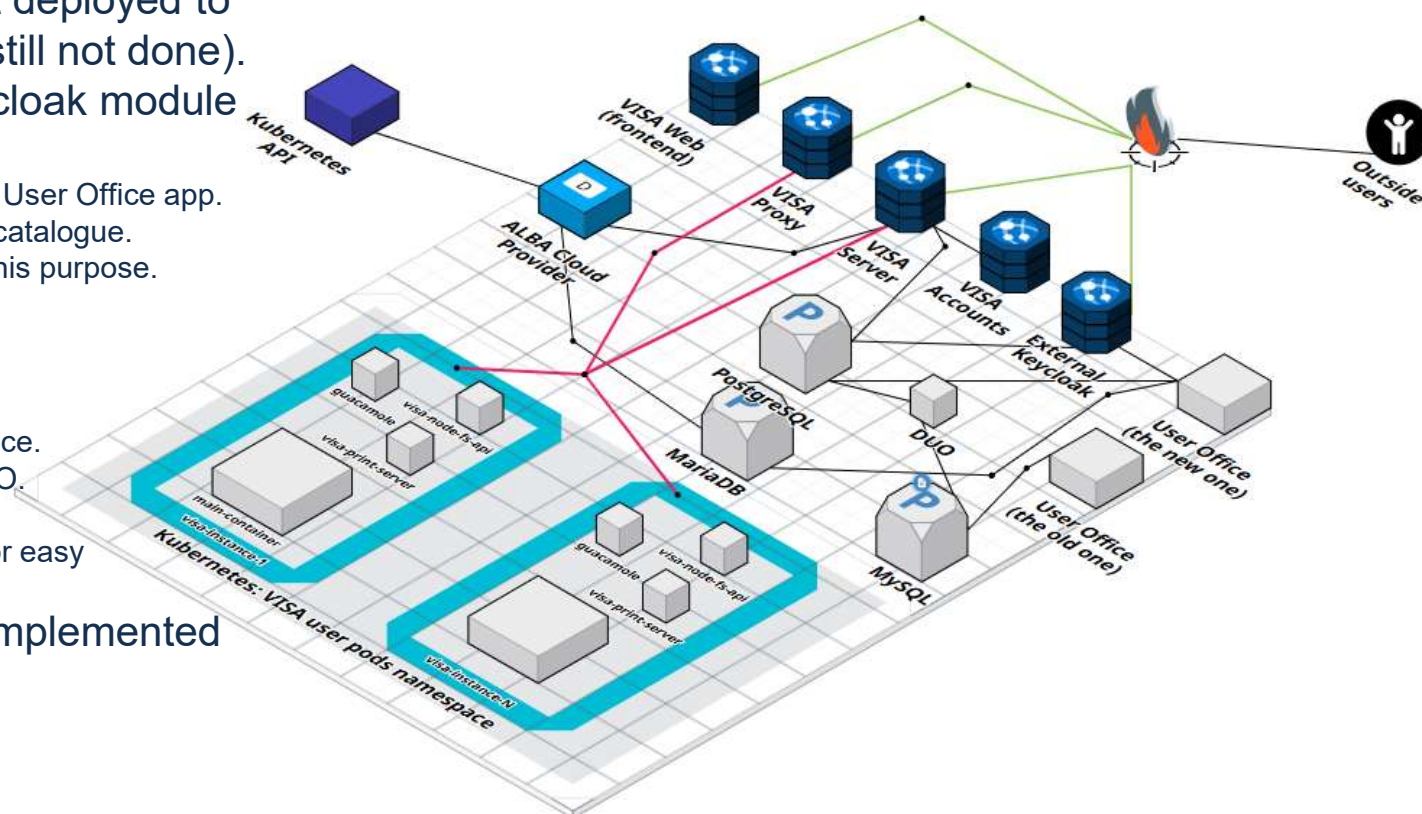 deployed to
still not done).
cloak module
User Office app.
catalogue.
his purpose.
ce.
O.
or easy
mplemented
Kubernetes
API
VISA Web
(frontend)
VISA
Proxy
VISA
Server
VISA
Accounts
External
Keycloak
Outside
users
ALBA Cloud
Provider
D
P
PostgreSQL
P
MariaDB
DUO
P
MySQL
User Office
(the new one)
User Office
(the old one)
guacamole
visa-node-fs-api
visa-print-server
main-container
visa-instance-1
guacamole
visa-node-fs-api
visa-print-server
visa-instance-N
Kubernetes: VISA user pods namespace